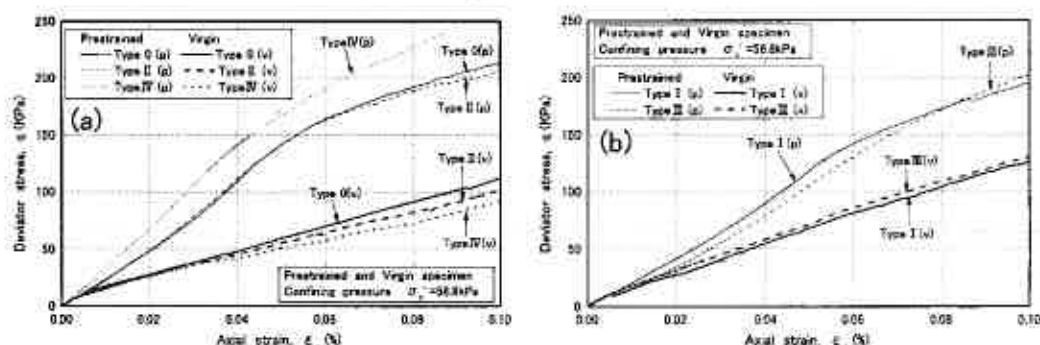 (a)
Prestrained Virgin
Type 0 (p) Type 0 (v)
Type II (p) Type II (v)
Type IV (p) Type IV (v)
Type IV (p)
Type 0 (p)
Type II (p)
Type II (v)
Type 0 (v)
Type IV (v)
Prestrained and Virgin specimen
Confining pressure
Deviator stress, q (KPa)
250
200
150
100
50
0
0.00 0.02 0.04 0.06 0.08 0.10
Axial strain, ε (%)
(b)
Prestrained and Virgin specimen
Confining pressure
Prestrained Virgin
Type I (p) Type I (v)
Type III (p) Type III (v)
Type III (p)
Type I (p)
Type III (v)
Type I (v)
Deviator stress, q (KPa)
250
200
150
100
50
0
0.00 0.02 0.04 0.06 0.08 0.10
Axial strain, ε (%)